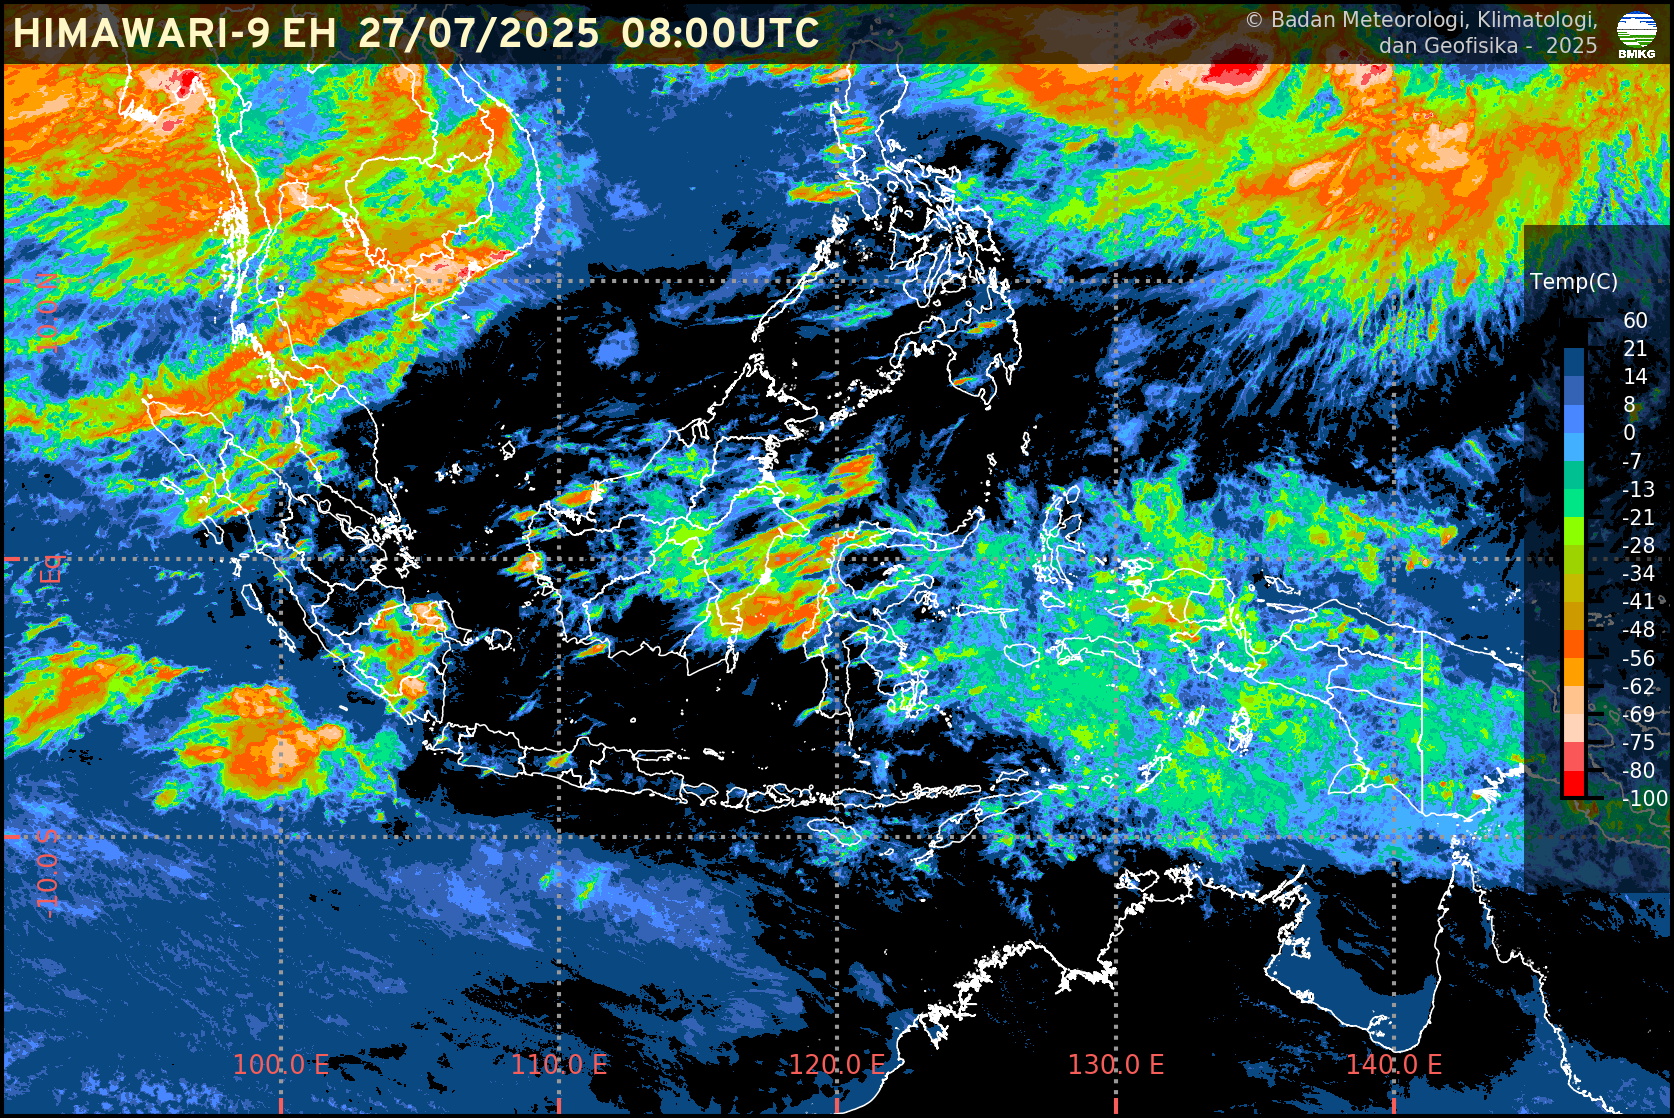 HIMAWARI-9 EH 27/07/2025 08:00UTC
© Badan Meteorologi, Klimatologi,
dan Geofisika - 2025
BMKG
Temp(C)
60
21
14
8
0
-7
-13
-21
-28
-34
-41
-48
-56
-62
-69
-75
-80
-100
10.0 N
Eq
-10.0 S
100.0 E
110.0 E
120.0 E
130.0 E
140.0 E